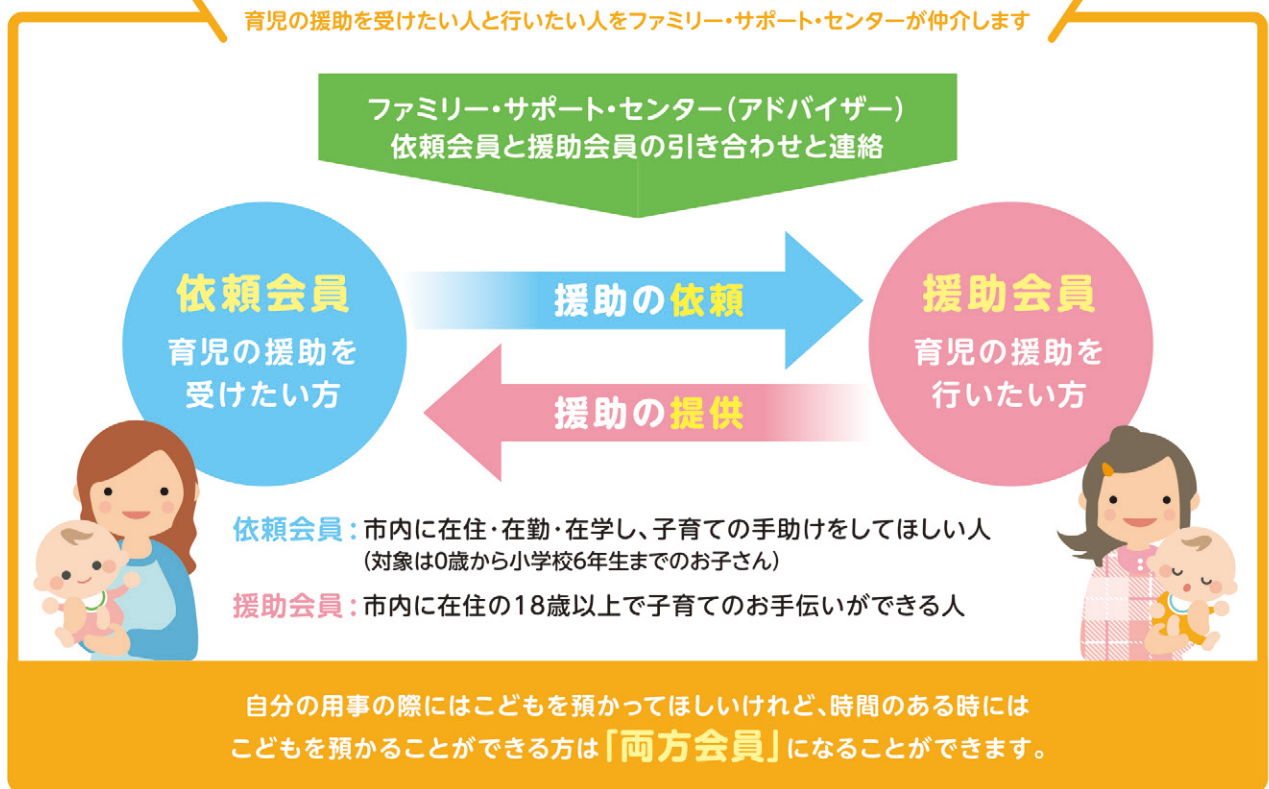 育児の援助を受けたい人と行いたい人をファミリー・サポート・センターが仲介します
ファミリー・サポート・センター(アドバイザー)
依頼会員と援助会員の引き合わせと連絡
依頼会員
育児の援助を
受けたい方
援助の依頼
援助の提供
援助会員
育児の援助を
行いたい方
依頼会員:市内に在住・在勤・在学し、子育ての手助けをしてほしい人
(対象は0歳から小学校6年生までのお子さん)
援助会員:市内に在住の18歳以上で子育てのお手伝いができる人
自分の用事の際にはこどもを預かってほしいけれど、時間のある時には
こどもを預かることができる方は「両方会員」になることができます。